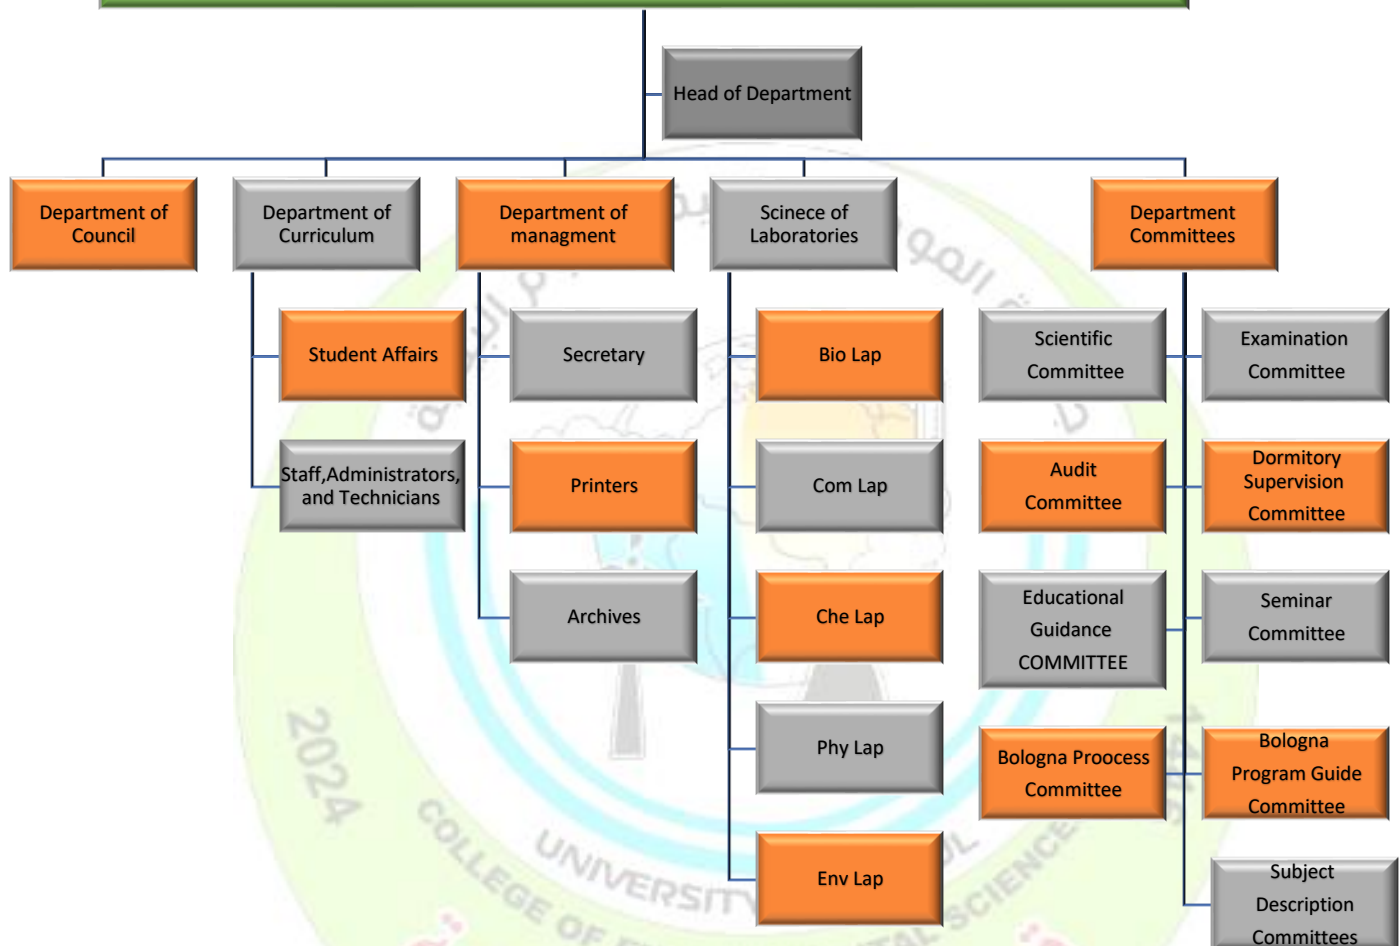 Head of Department
Department of
Council
Department of
Curriculum
Department of
managment
Scinece of
Laboratories
Department
Committees
Student Affairs
Staff,Administrators,
and Technicians
Secretary
Printers
Archives
Bio Lap
Com Lap
Che Lap
Phy Lap
Env Lap
Scientific
Committee
Examination
Committee
Audit
Committee
Dormitory
Supervision
Committee
Educational
Guidance
COMMITTEE
Seminar
Committee
Bologna Proocess
Committee
Bologna
Program Guide
Committee
Subject
Description
Committees
2024
UNIVERSITY
COLLEGE OF